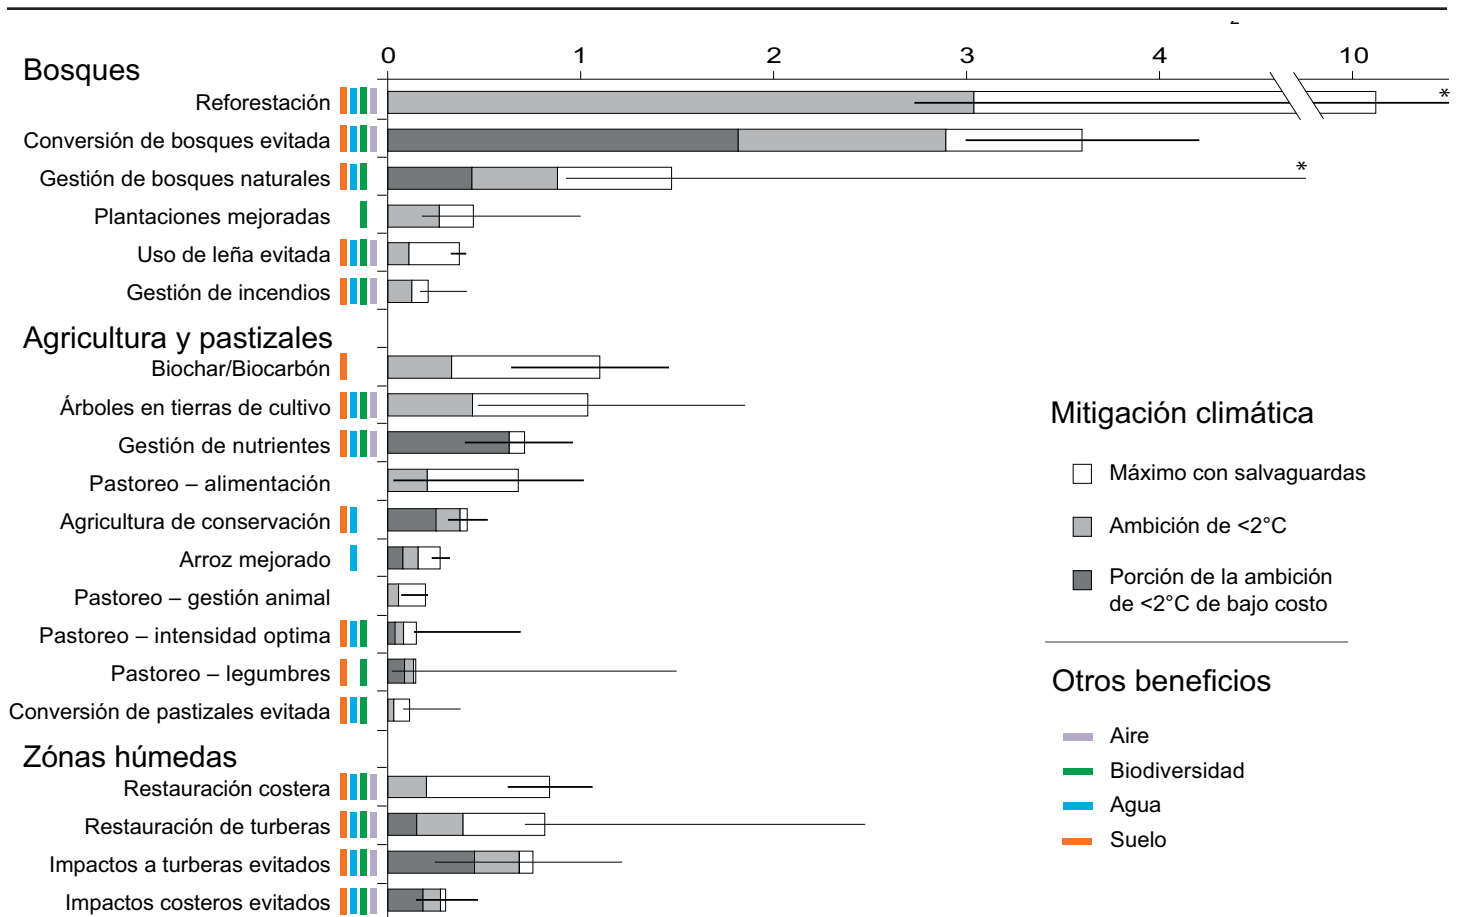 0 1 2 3 4 10
Bosques
Reforestación
*
Conversión de bosques evitada
Gestión de bosques naturales
*
Plantaciones mejoradas
Uso de leña evitada
Gestión de incendios
Agricultura y pastizales
Biochar/Biocarbón
Árboles en tierras de cultivo
Gestión de nutrientes
Pastoreo – alimentación
Agricultura de conservación
Arroz mejorado
Pastoreo – gestión animal
Pastoreo – intensidad optima
Pastoreo – legumbres
Conversión de pastizales evitada
Zónas húmedas
Restauración costera
Restauración de turberas
Impactos a turberas evitados
Impactos costeros evitados
Mitigación climática
Máximo con salvaguardas
Ambición de <2°C
Porción de la ambición
de <2°C de bajo costo
Otros beneficios
Aire
Biodiversidad
Agua
Suelo